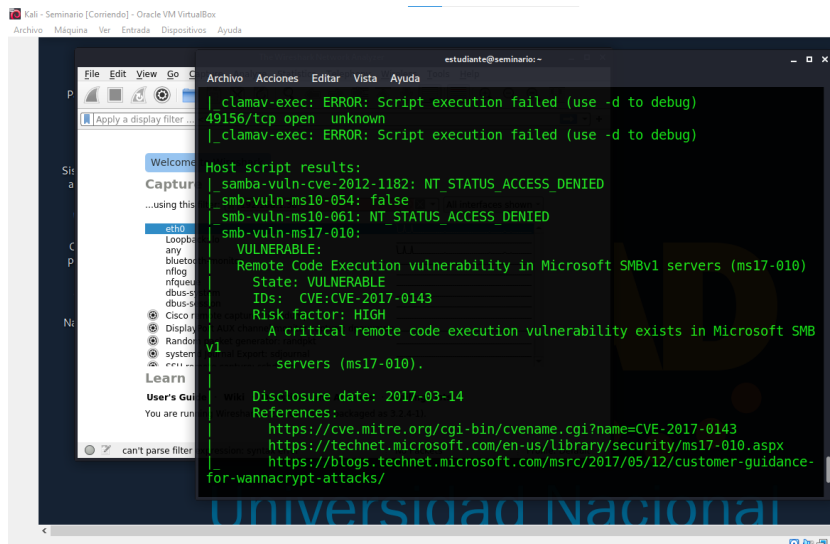 Kali - Seminario [Corriendo] - Oracle VM VirtualBox
Archivo Máquina Ver Entrada Dispositivos Ayuda
estudiante@seminario: ~
File Edit View Go C
Archivo Acciones Editar Vista Ayuda
Apply a display filter ...
|_clamav-exec: ERROR: Script execution failed (use -d to debug)
49156/tcp open  unknown
|_clamav-exec: ERROR: Script execution failed (use -d to debug)
Host script results:
|_samba-vuln-cve-2012-1182: NT_STATUS_ACCESS_DENIED
|_smb-vuln-ms10-054: false
|_smb-vuln-ms10-061: NT_STATUS_ACCESS_DENIED
| smb-vuln-ms17-010:
|   VULNERABLE:
|   Remote Code Execution vulnerability in Microsoft SMBv1 servers (ms17-010)
|     State: VULNERABLE
|     IDs:  CVE:CVE-2017-0143
|     Risk factor: HIGH
|       A critical remote code execution vulnerability exists in Microsoft SMB
v1
|        servers (ms17-010).
|
|     Disclosure date: 2017-03-14
|     References:
|       https://cve.mitre.org/cgi-bin/cvename.cgi?name=CVE-2017-0143
|       https://technet.microsoft.com/en-us/library/security/ms17-010.aspx
|_      https://blogs.technet.microsoft.com/msrc/2017/05/12/customer-guidance-
for-wannacrypt-attacks/
Welcome
Captur
...using this
eth0
Loopba
any
bluetoo
nflog
nfqueu
dbus-sy
dbus-se
Cisco r
Display
Random
system
Learn
User's Guid
You are run
can't parse filter
Universidad Nacional